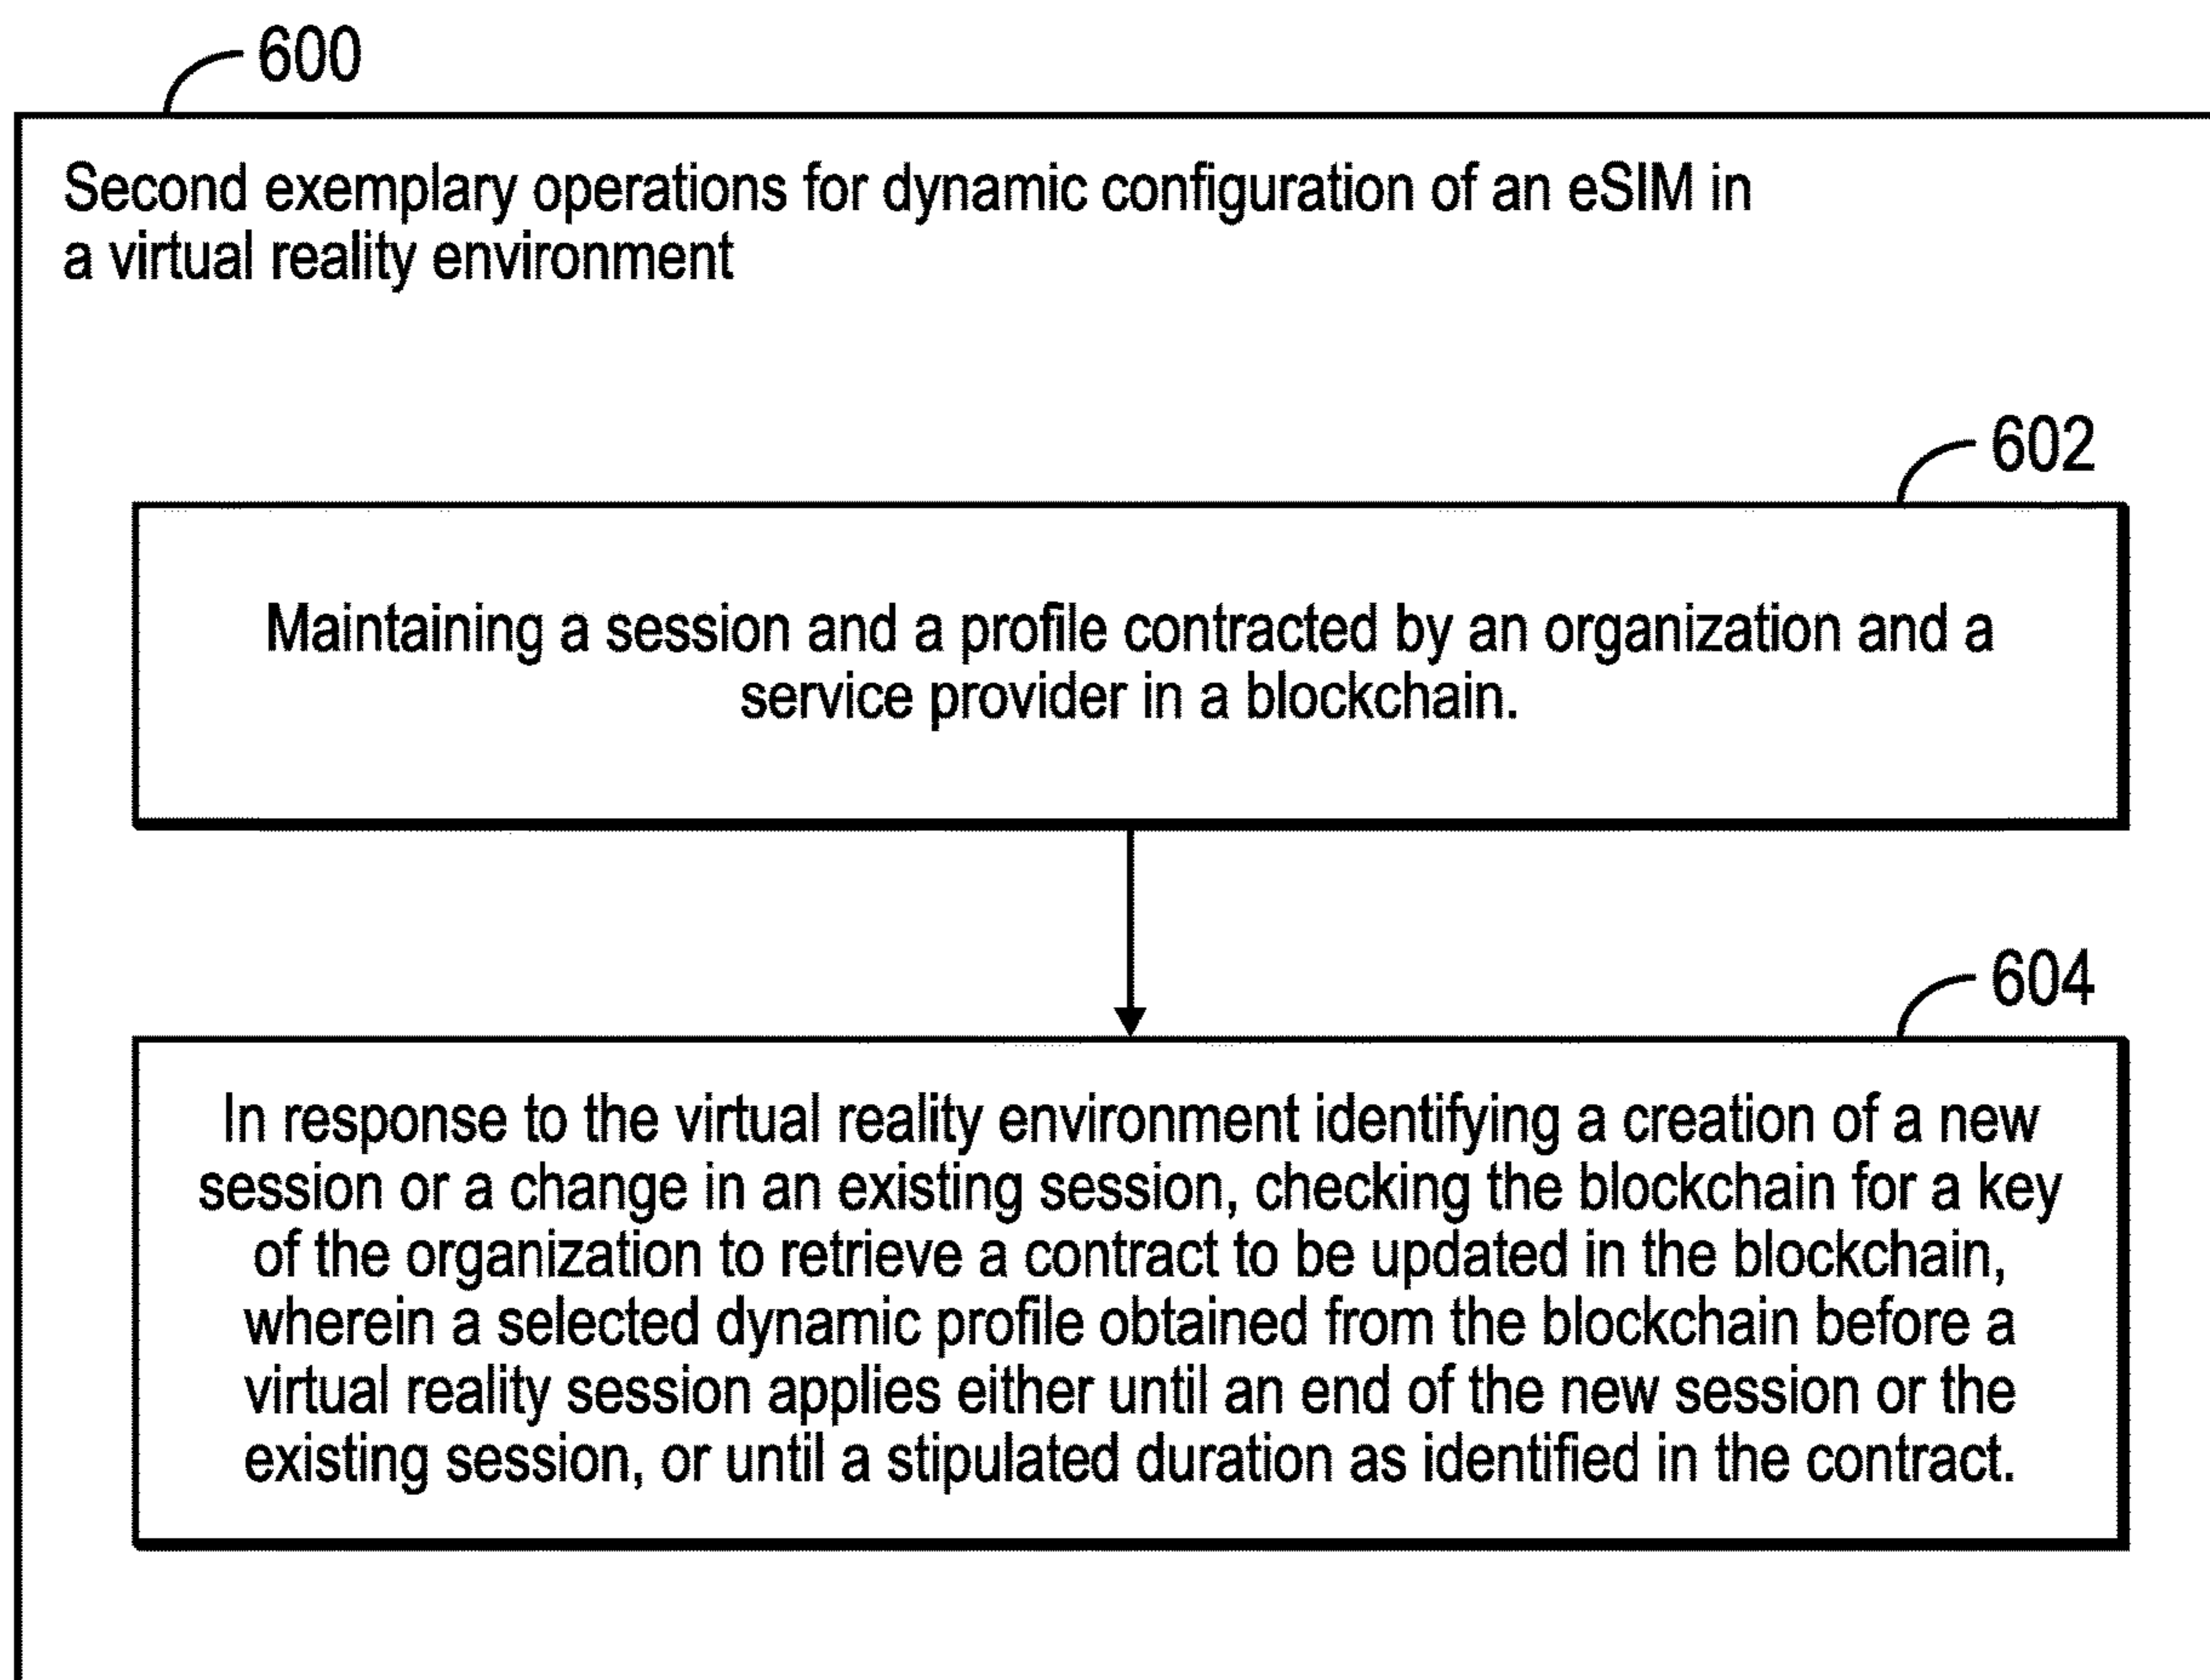 600
Second exemplary operations for dynamic configuration of an eSIM in
a virtual reality environment
602
Maintaining a session and a profile contracted by an organization and a
service provider in a blockchain.
604
In response to the virtual reality environment identifying a creation of a new
session or a change in an existing session, checking the blockchain for a key
of the organization to retrieve a contract to be updated in the blockchain,
wherein a selected dynamic profile obtained from the blockchain before a
virtual reality session applies either until an end of the new session or the
existing session, or until a stipulated duration as identified in the contract.